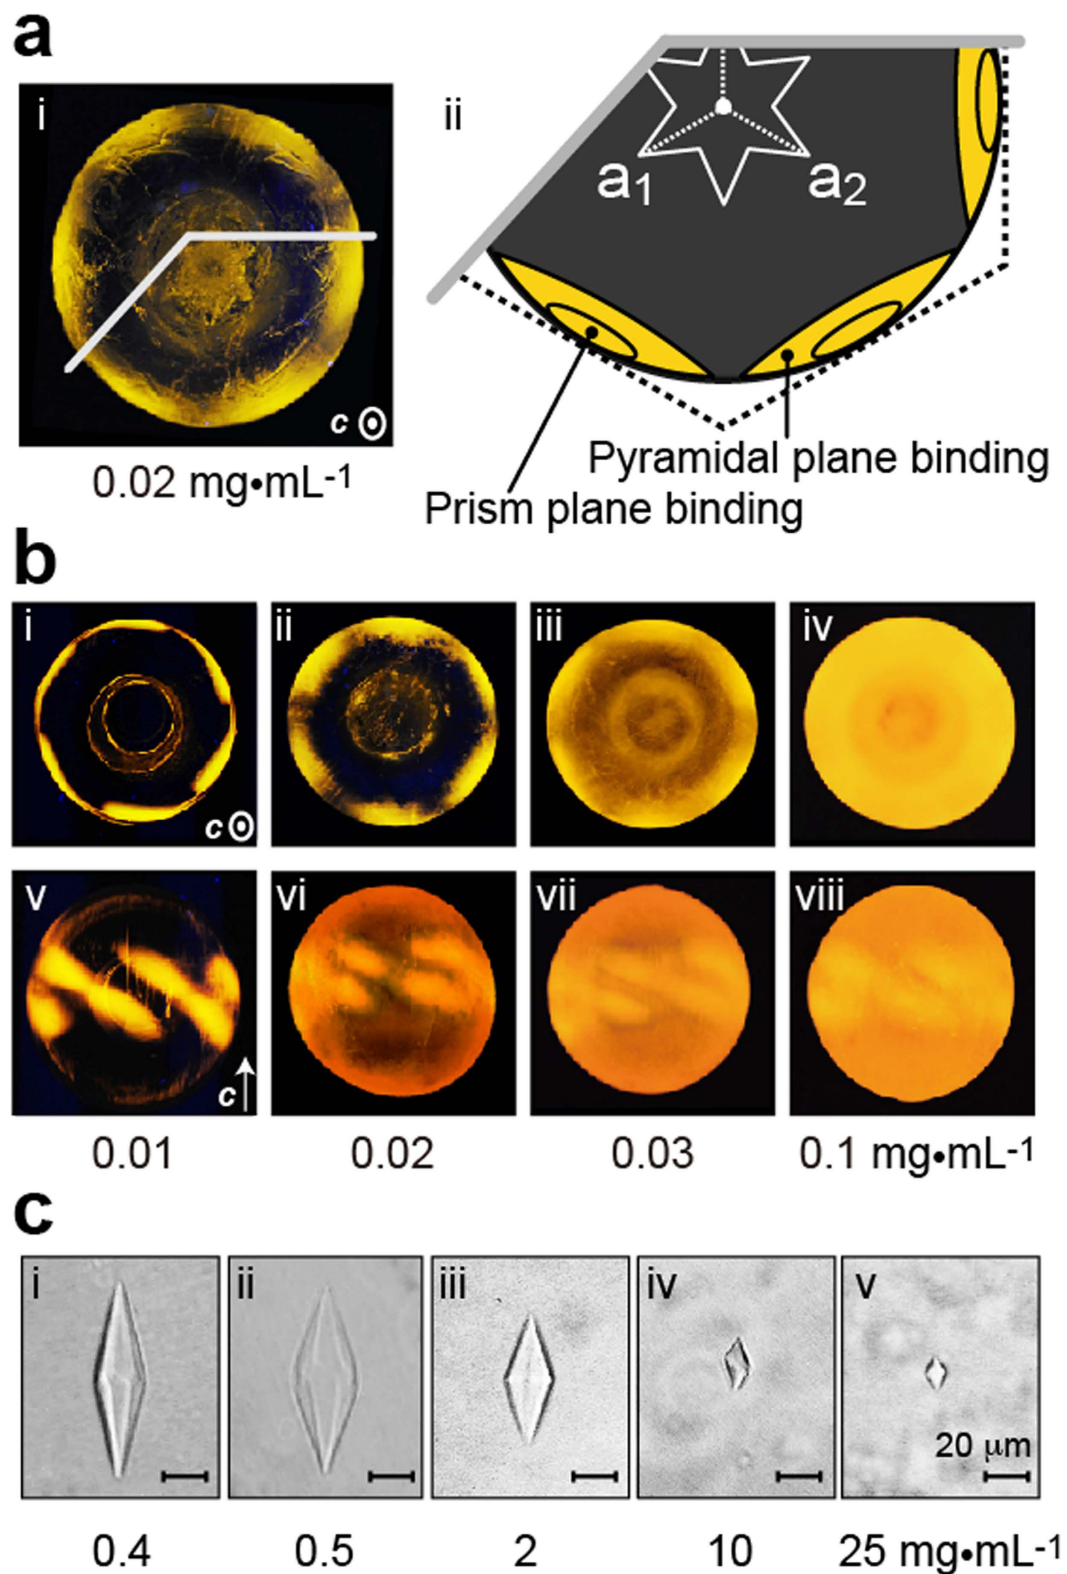 a
i
ii
a1
a2
c
0.02 mg•mL-1
Pyramidal plane binding
Prism plane binding
b
i
ii
iii
iv
c
v
vi
vii
viii
c
0.01
0.02
0.03
0.1 mg•mL-1
c
i
ii
iii
iv
v
20 μm
0.4
0.5
2
10
25 mg•mL-1